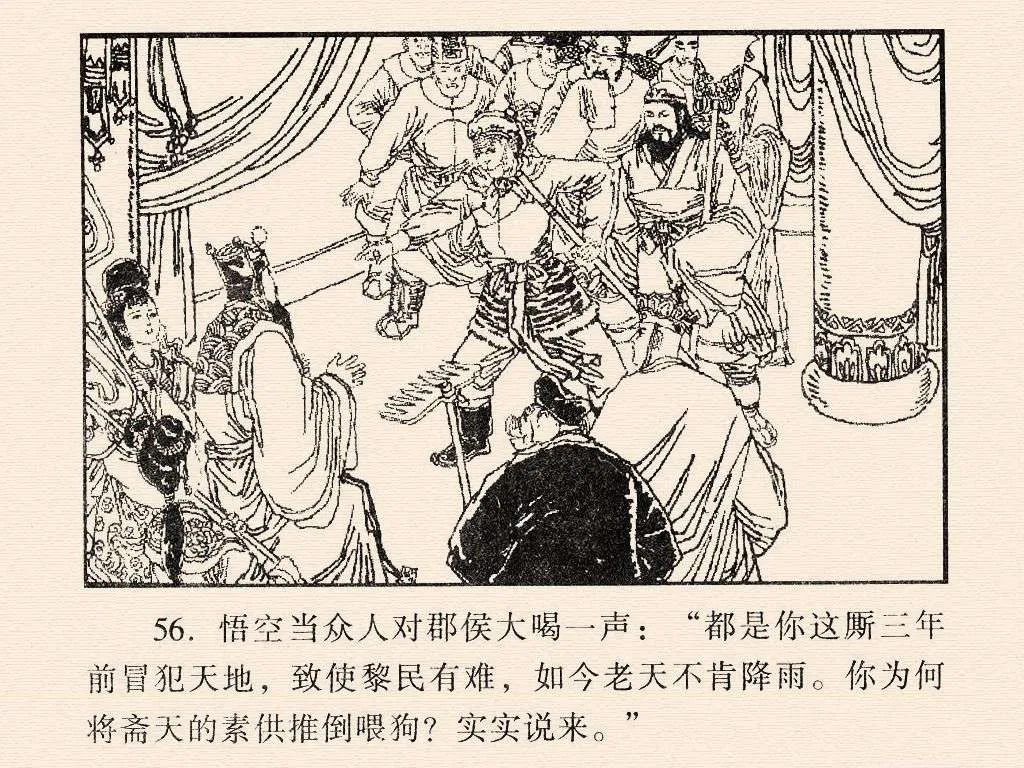 56. 悟空当众人对郡侯大喝一声：“都是你这厮三年
前冒犯天地，致使黎民有难，如今老天不肯降雨。你为何
将斋天的素供推倒喂狗？实实说来。”